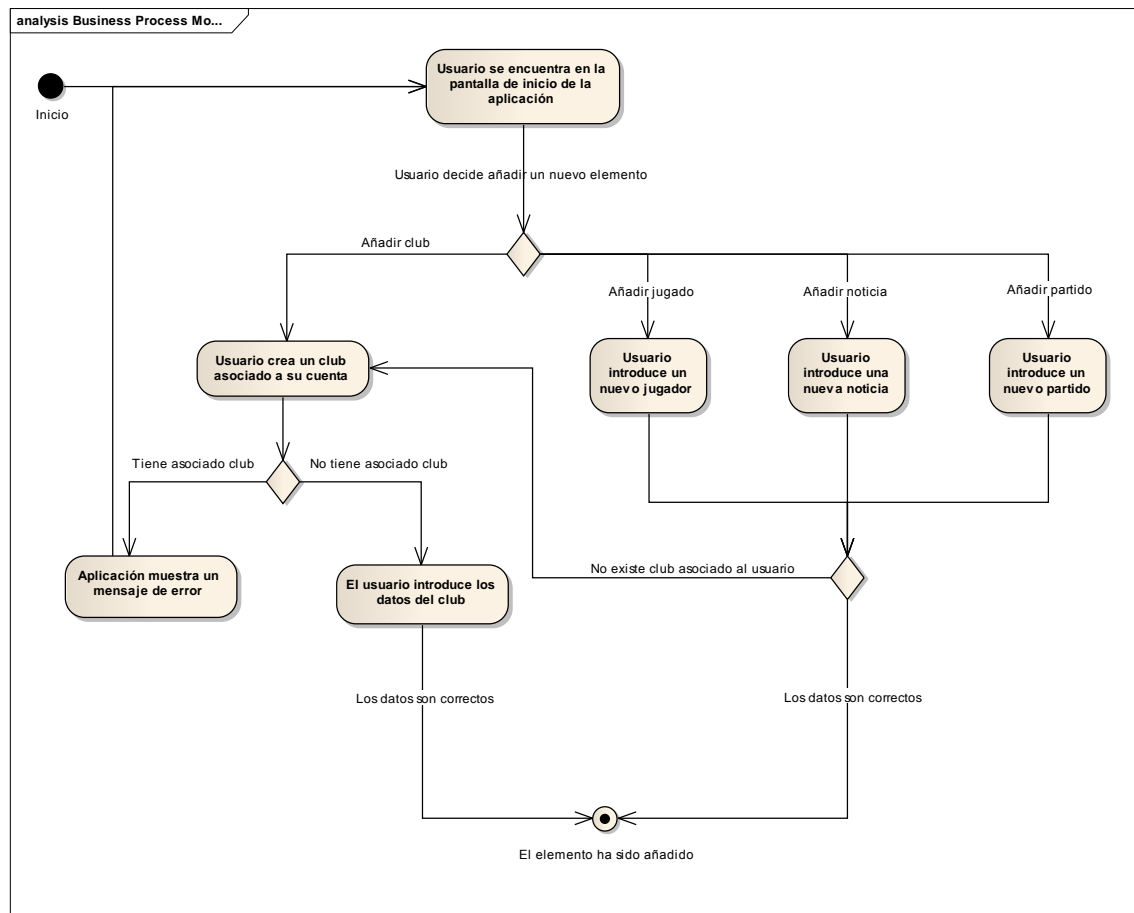 analysis Business Process Mo...
Usuario se encuentra en la
pantalla de inicio de la
aplicación
Inicio
Usuario decide añadir un nuevo elemento
Añadir club
Añadir jugado
Añadir noticia
Añadir partido
Usuario crea un club
asociado a su cuenta
Usuario
introduce un
nuevo jugador
Usuario
introduce una
nueva noticia
Usuario
introduce un
nuevo partido
Tiene asociado club
No tiene asociado club
Aplicación muestra un
mensaje de error
El usuario introduce los
datos del club
No existe club asociado al usuario
Los datos son correctos
Los datos son correctos
El elemento ha sido añadido